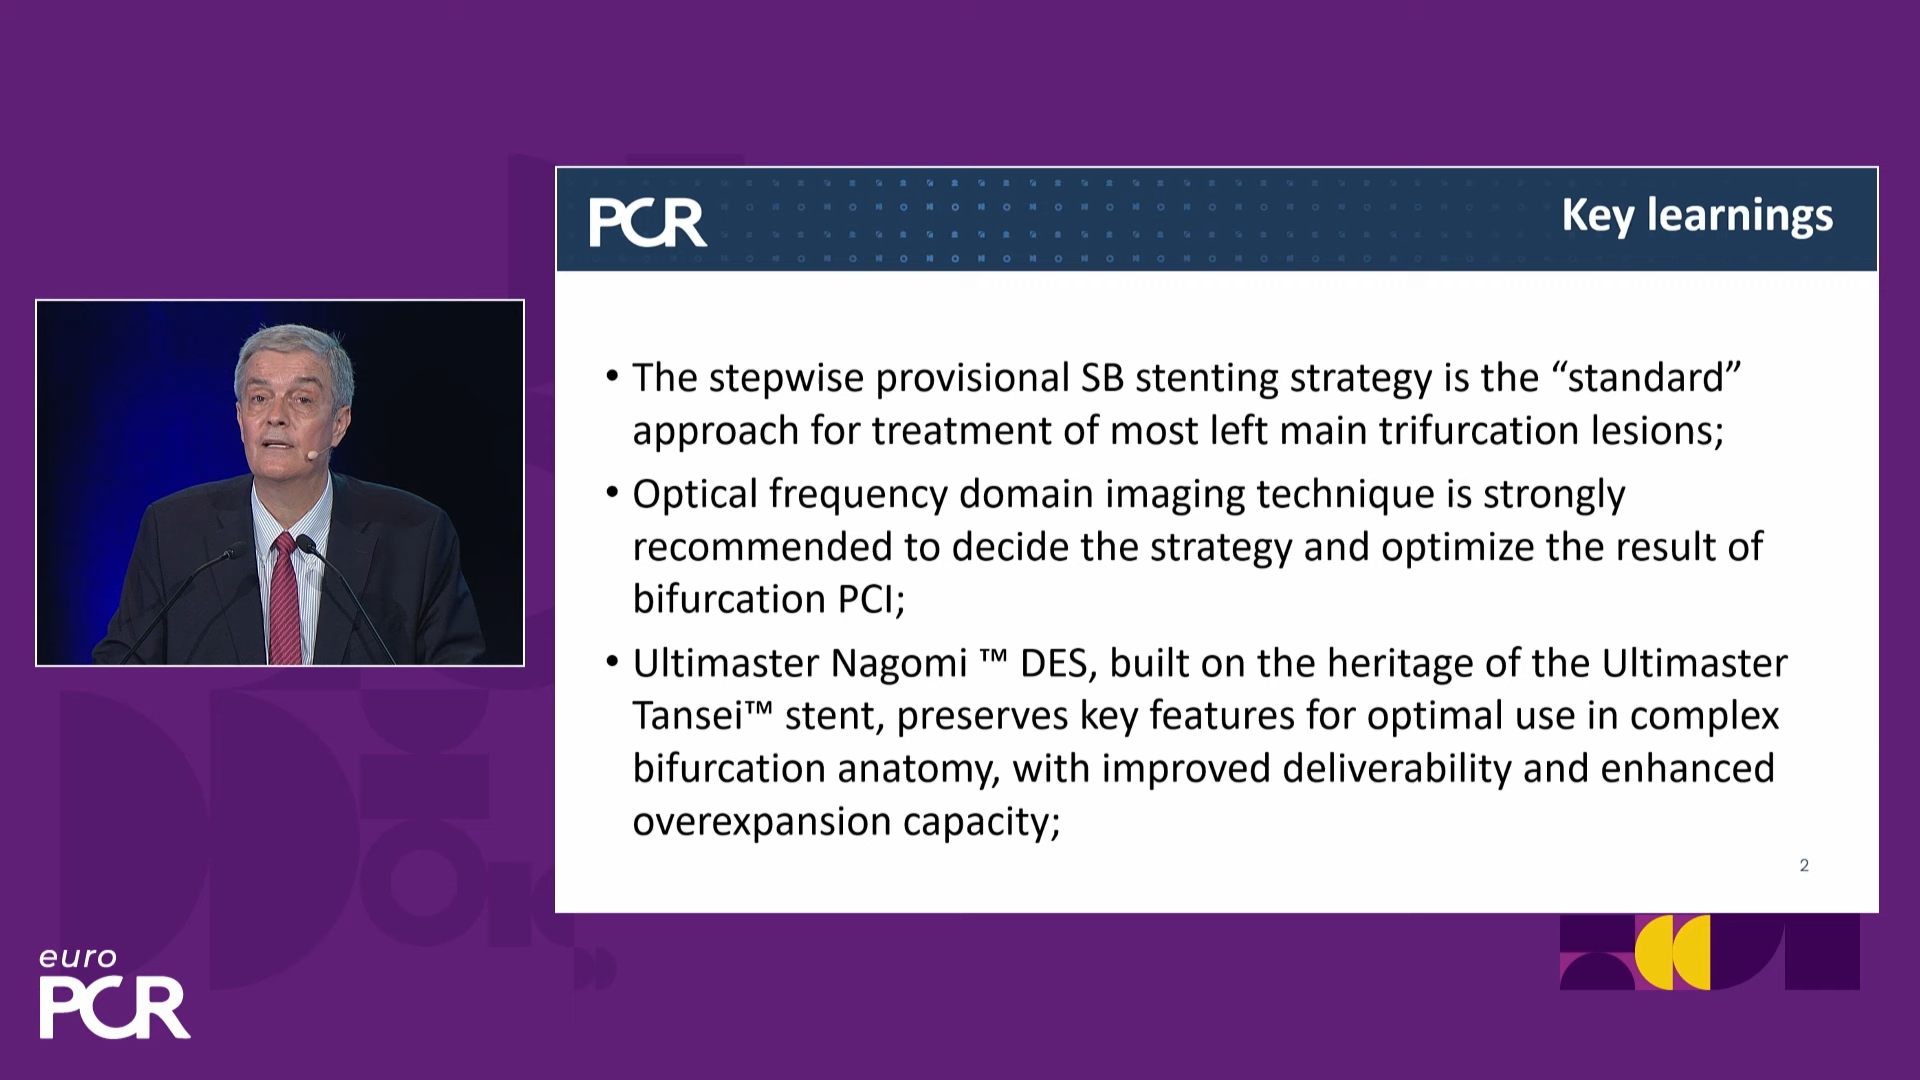 PCR
Key learnings
• The stepwise provisional SB stenting strategy is the “standard”
approach for treatment of most left main trifurcation lesions;
• Optical frequency domain imaging technique is strongly
recommended to decide the strategy and optimize the result of
bifurcation PCI;
• Ultimaster Nagomi ™ DES, built on the heritage of the Ultimaster
Tansei™ stent, preserves key features for optimal use in complex
bifurcation anatomy, with improved deliverability and enhanced
overexpansion capacity;
2
euro
PCR